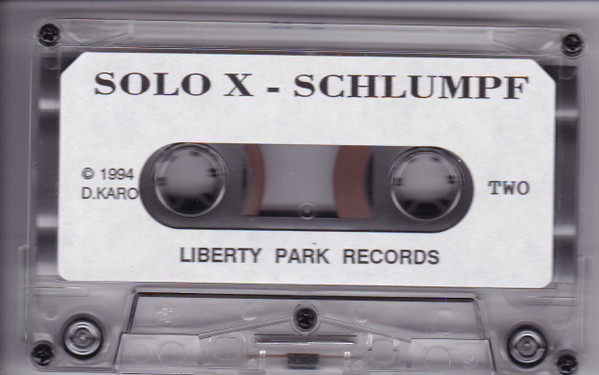 SOLO X - SCHLUMPF
© 1994
D.KARO
TWO
LIBERTY PARK RECORDS